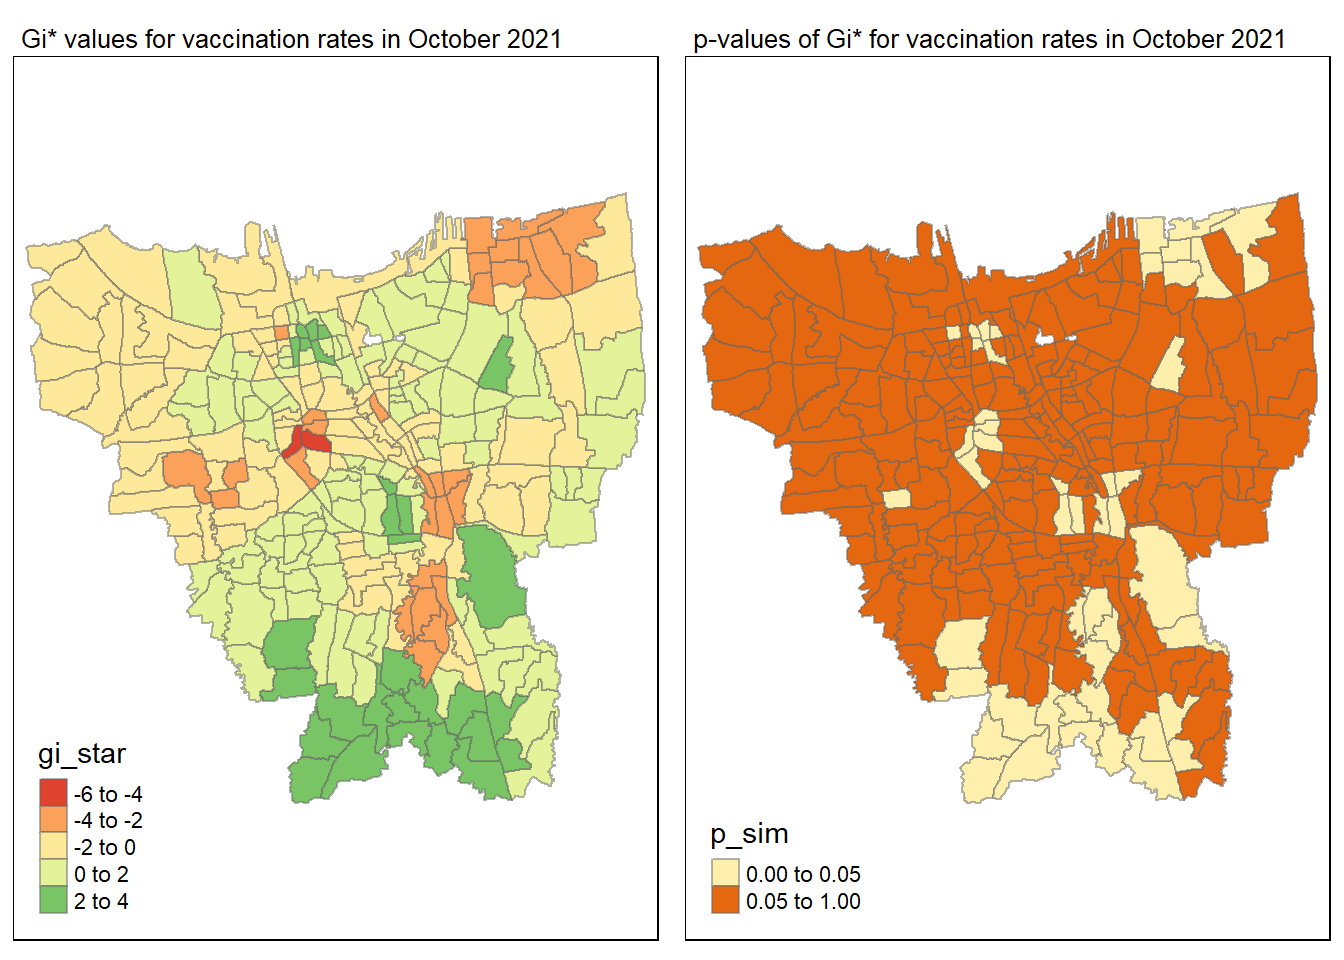 Gi* values for vaccination rates in October 2021
gi_star
-6 to -4
-4 to -2
-2 to 0
0 to 2
2 to 4
p-values of Gi* for vaccination rates in October 2021
p_sim
0.00 to 0.05
0.05 to 1.00